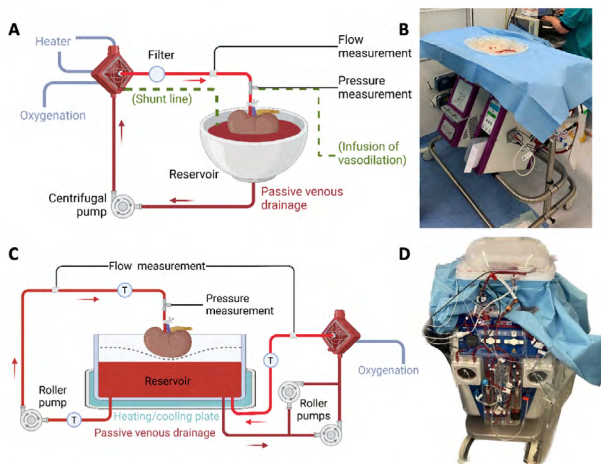 A
Heater
Filter
Flow
measurement
Pressure
measurement
Oxygenation
(Shunt line)
(Infusion of
vasodilation)
Reservoir
Centrifugal
pump
Passive venous
drainage
B
C
Flow measurement
T
Pressure
measurement
T
Oxygenation
Reservoir
Roller
pump
T
Heating/cooling plate
Roller
pumps
Passive venous drainage
D